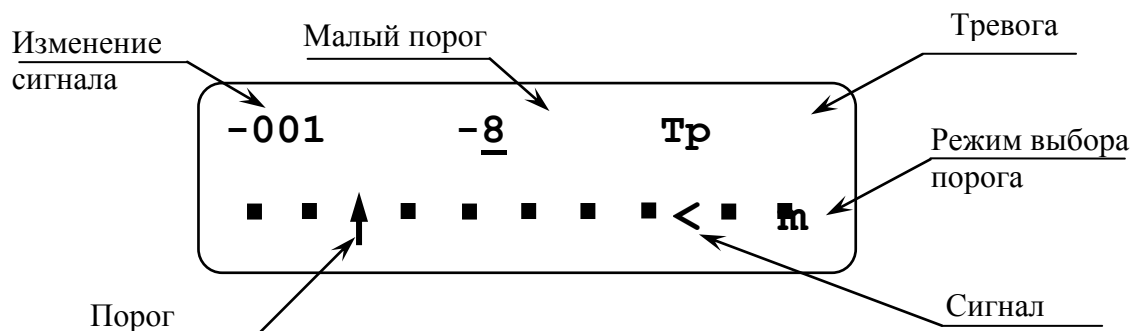 Изменение
сигнала
Малый порог
Тревога
-001 -8 Тр
Режим выбора
порога
<
m
Порог
Сигнал